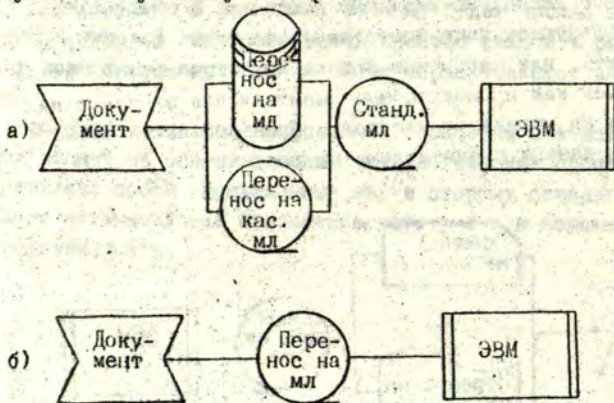 а)
Доку-
мент
Пере-
нос
на
мд
Пере-
нос на
кас.
мл
Станд.
мл
ЭВМ
б)
Доку-
мент
Пере-
нос на
мл
ЭВМ